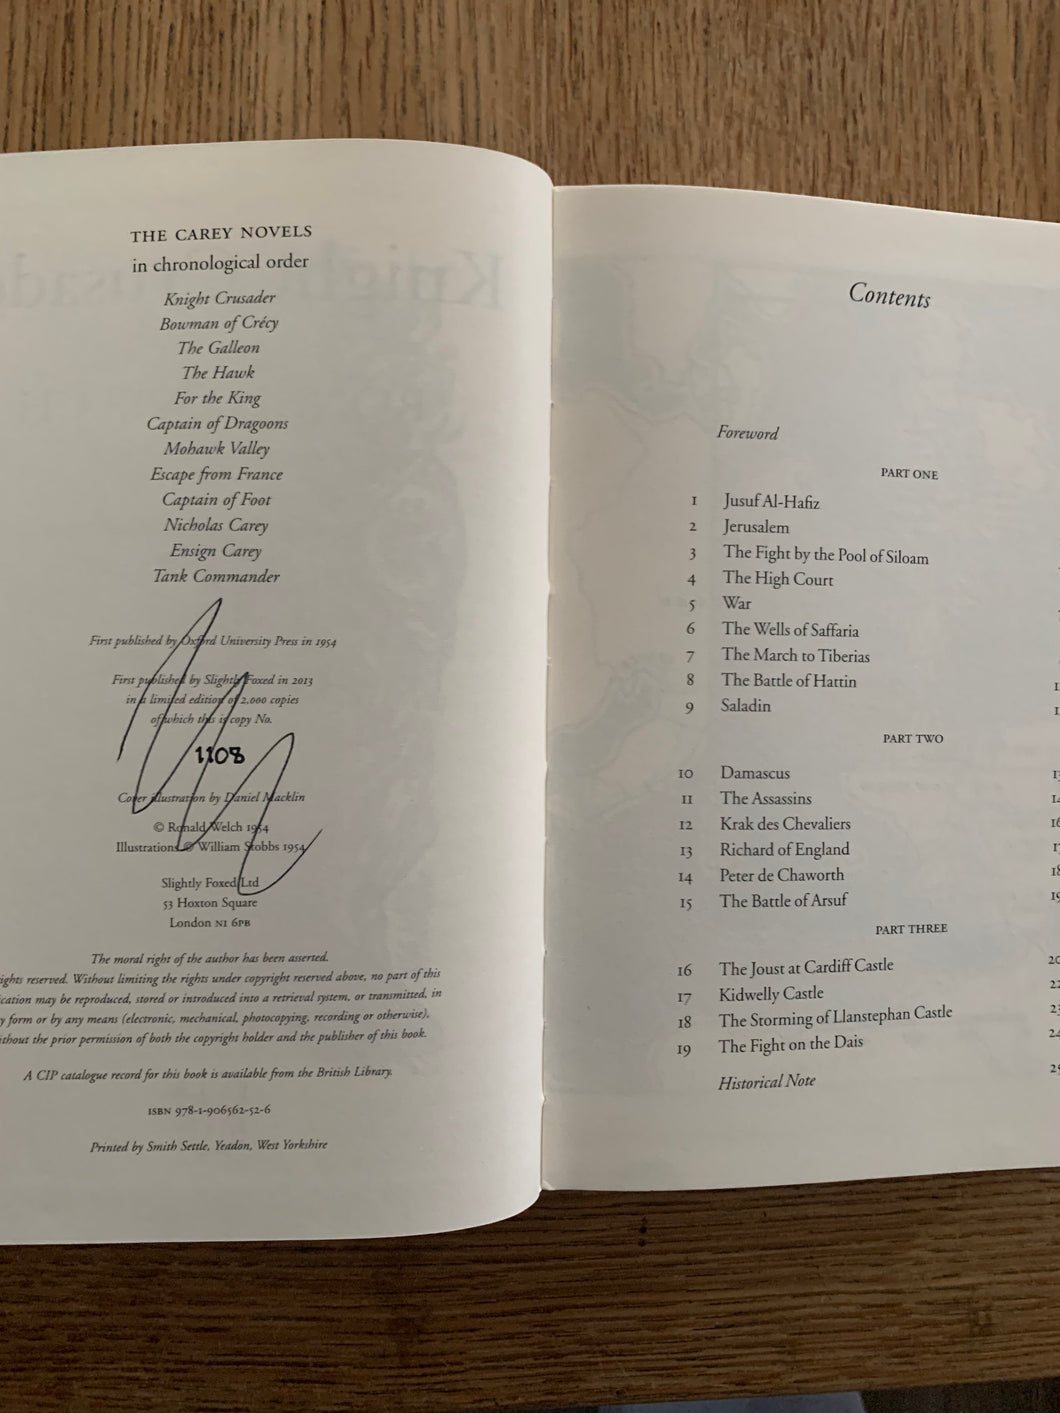 THE CAREY NOVELS
in chronological order
Knight Crusader
Bowman of Crécy
The Galleon
The Hawk
For the King
Captain of Dragoons
Mohawk Valley
Escape from France
Captain of Foot
Nicholas Carey
Ensign Carey
Tank Commander
First published by Oxford University Press in 1954
First published by Slightly Foxed in 2013
in a limited edition of 2,000 copies
of which this is copy No.
1108
Cover illustration by Daniel Macklin
© Ronald Welch 1954
Illustrations © William Stobbs 1954
Slightly Foxed Ltd
53 Hoxton Square
London N1 6PB
The moral right of the author has been asserted.
ights reserved. Without limiting the rights under copyright reserved above, no part of this
ication may be reproduced, stored or introduced into a retrieval system, or transmitted, in
y form or by any means (electronic, mechanical, photocopying, recording or otherwise),
ithout the prior permission of both the copyright holder and the publisher of this book.
A CIP catalogue record for this book is available from the British Library.
ISBN 978-1-906562-52-6
Printed by Smith Settle, Yeadon, West Yorkshire
Contents
Foreword
PART ONE
1 Jusuf Al-Hafiz
2 Jerusalem
3 The Fight by the Pool of Siloam
4 The High Court
5 War
6 The Wells of Saffaria
7 The March to Tiberias
8 The Battle of Hattin
9 Saladin
PART TWO
10 Damascus
11 The Assassins
12 Krak des Chevaliers
13 Richard of England
14 Peter de Chaworth
15 The Battle of Arsuf
PART THREE
16 The Joust at Cardiff Castle
17 Kidwelly Castle
18 The Storming of Llanstephan Castle
19 The Fight on the Dais
Historical Note